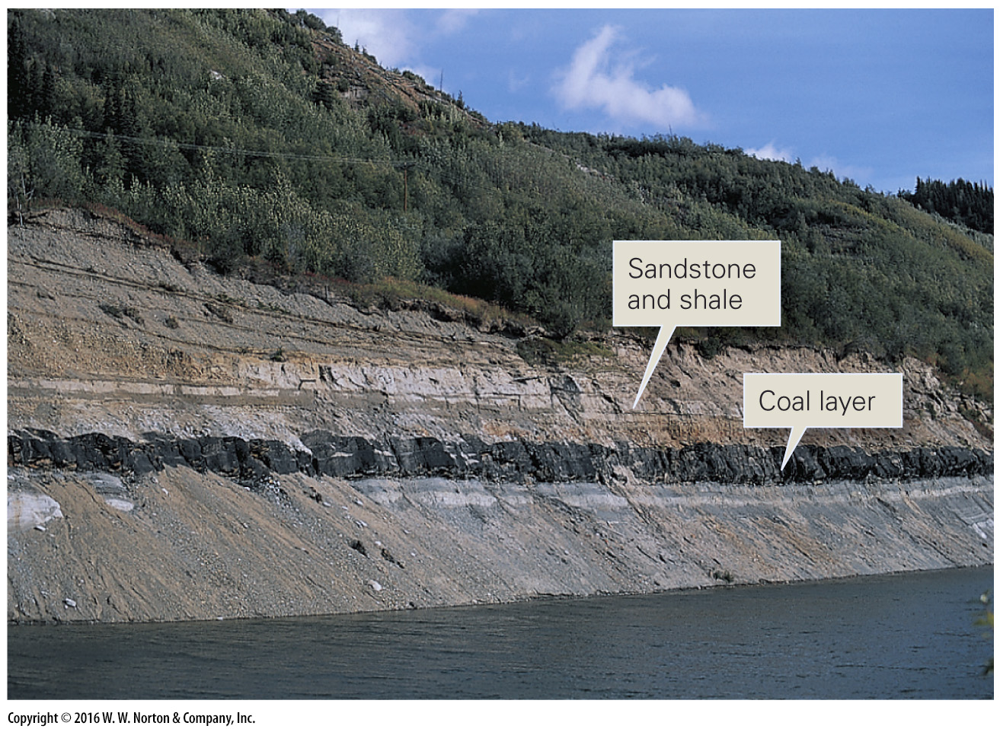 Sandstone
and shale
Coal layer
Copyright © 2016 W. W. Norton & Company, Inc.